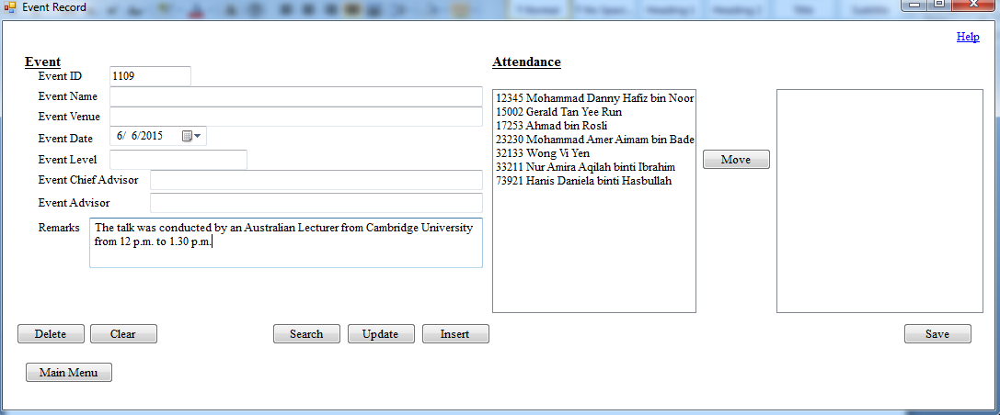 Event Record
Help
Event
Event ID 1109
Event Name
Event Venue
Event Date 6/ 6/2015
Event Level
Event Chief Advisor
Event Advisor
Remarks The talk was conducted by an Australian Lecturer from Cambridge University
from 12 p.m. to 1.30 p.m.
Attendance
12345 Mohammad Danny Hafiz bin Noor
15002 Gerald Tan Yee Run
17253 Ahmad bin Rosli
23230 Mohammad Amer Aimam bin Bade
32133 Wong Vi Yen
33211 Nur Amira Aqilah binti Ibrahim
73921 Hanis Daniela binti Hasbullah
Move
Delete Clear Search Update Insert Save
Main Menu